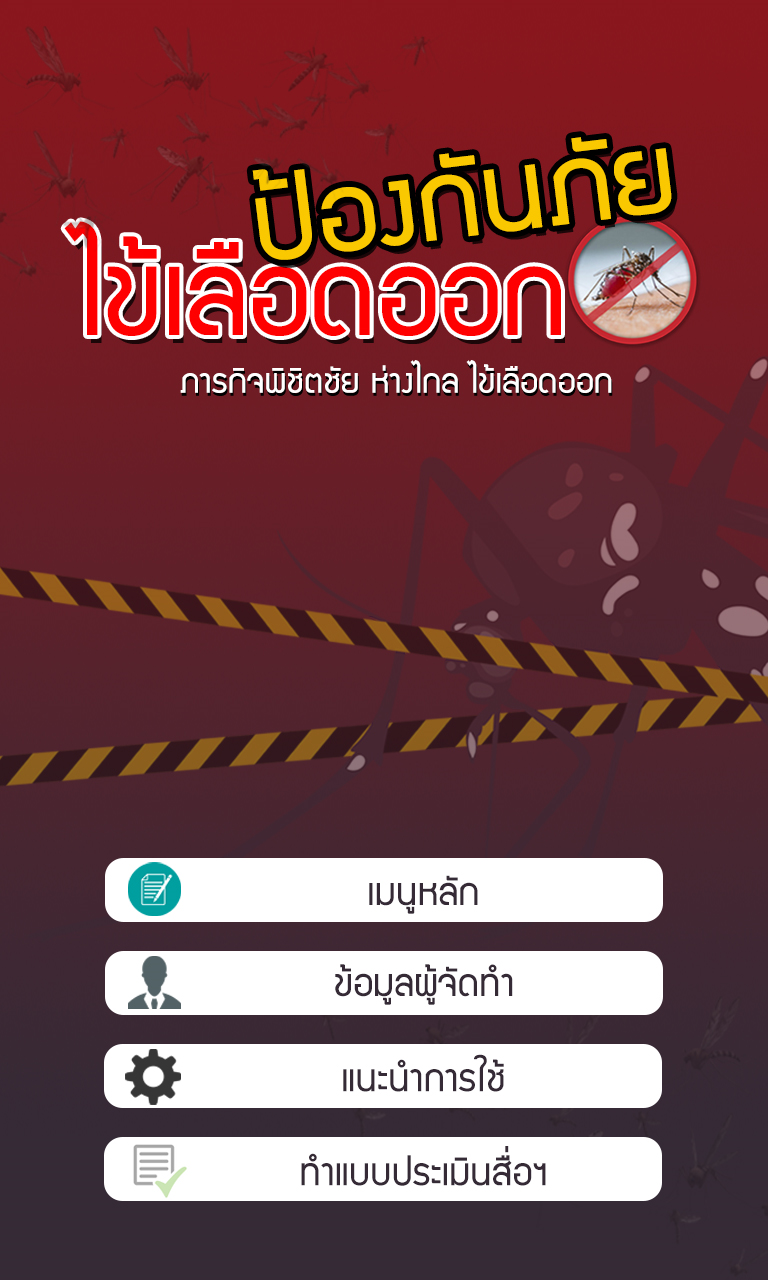 ป้องกันภัย
ไข้เลือดออก
ภารกิจพิชิตชัย ห่างไกล ไข้เลือดออก
เมนูหลัก
ข้อมูลผู้จัดทำ
แนะนำการใช้
ทำแบบประเมินสื่อฯ